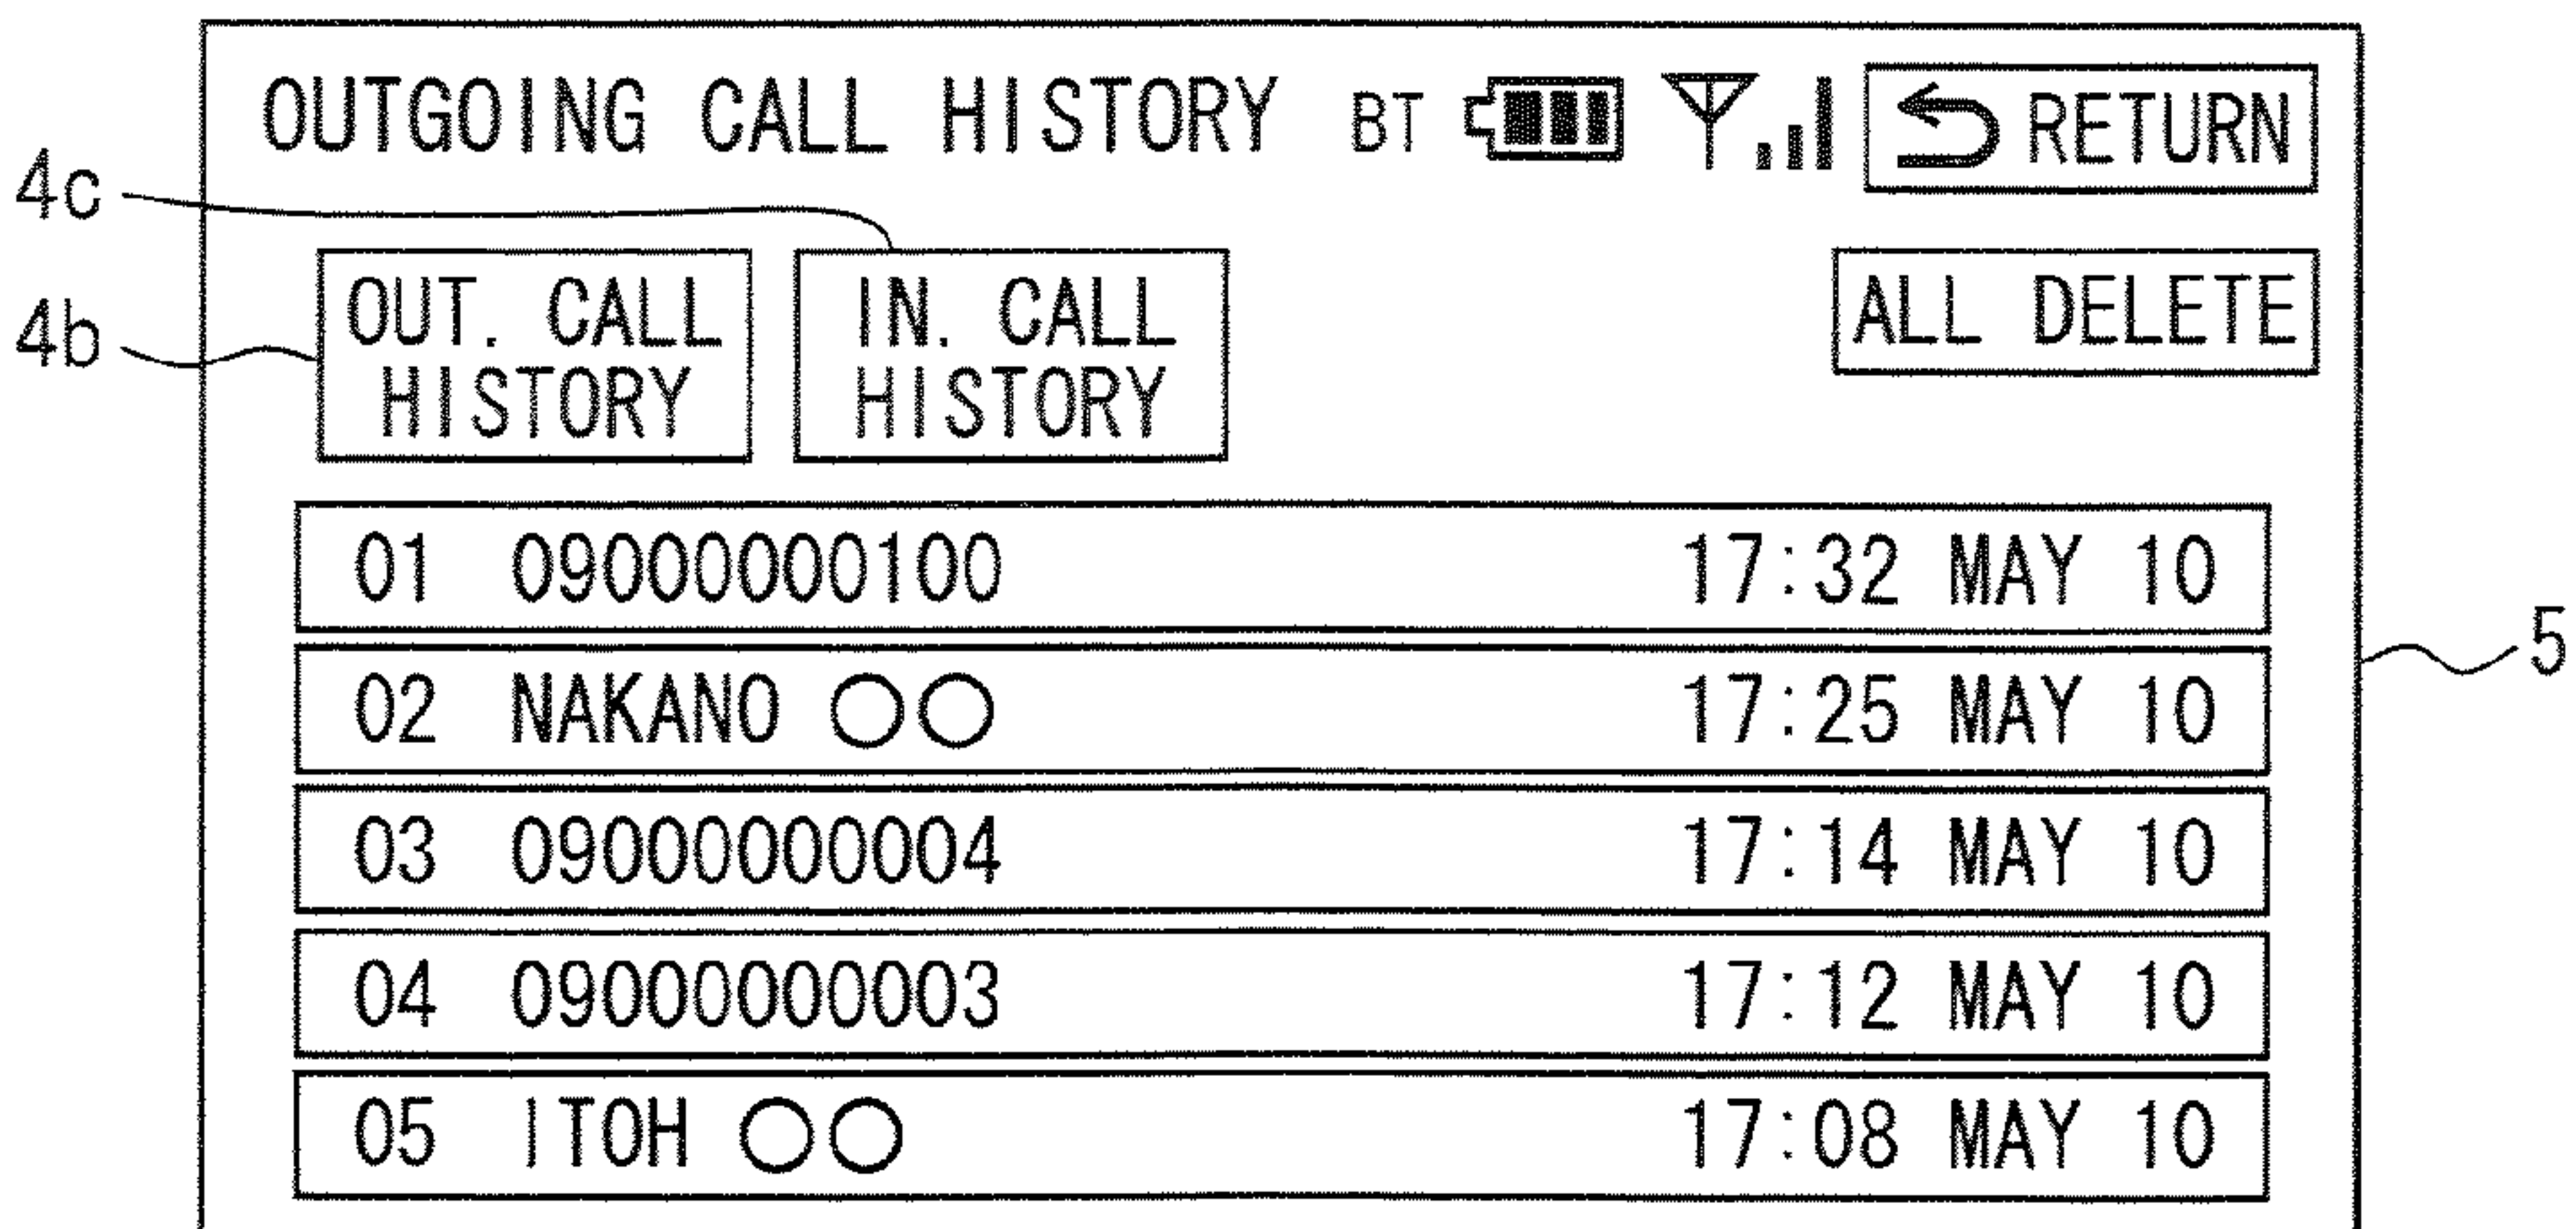 OUTGOING CALL HISTORY BT RETURN
4c
OUT. CALL HISTORY
IN. CALL HISTORY
ALL DELETE
4b
01 09000000100 17:32 MAY 10
02 NAKANO ○○ 17:25 MAY 10
5
03 09000000004 17:14 MAY 10
04 09000000003 17:12 MAY 10
05 ITOH ○○ 17:08 MAY 10